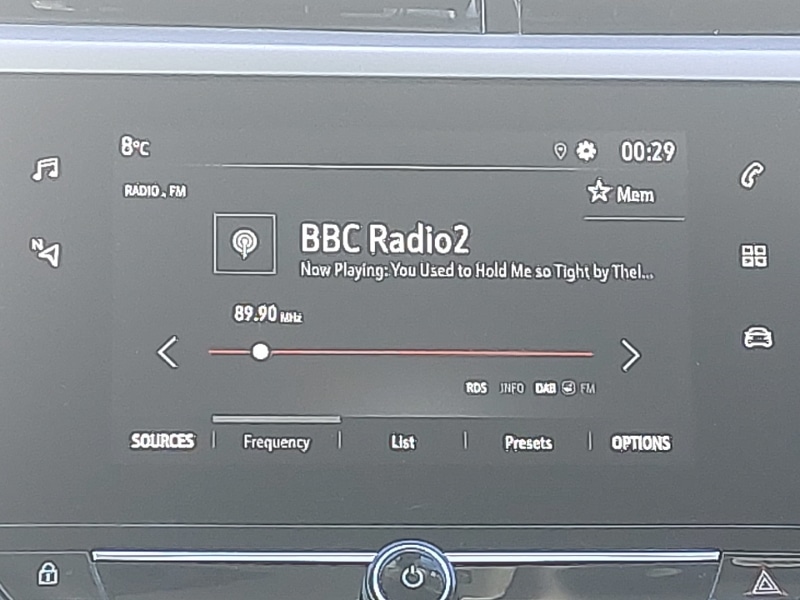 8°C
00:29
RADIO . FM
Mem
BBC Radio2
Now Playing: You Used to Hold Me so Tight by Thel...
N
89.90 MHz
RDS INFO DAB FM
SOURCES Frequency List Presets OPTIONS